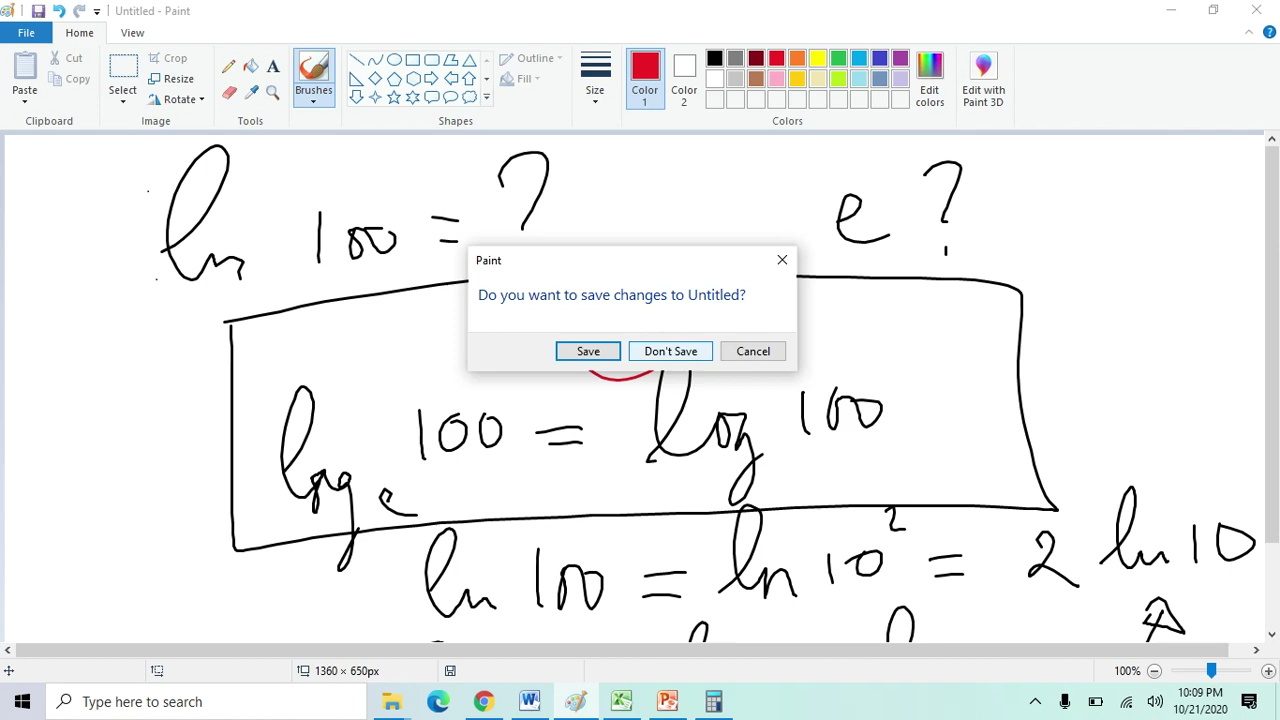 Untitled - Paint
File Home View
Paste
Cut
Copy
Clipboard
Select
Crop
Resize
Rotate
Image
A
Tools
Brushes
Shapes
Outline
Fill
Size
Color 1
Color 2
Edit colors
Edit with Paint 3D
Colors
ln 100 = ? e ?
Paint
Do you want to save changes to Untitled?
Save Don't Save Cancel
log e 100 = log 100
ln 100 = ln 10² = 2 ln 10
1360 × 650px
100%
Type here to search
10:09 PM
10/21/2020